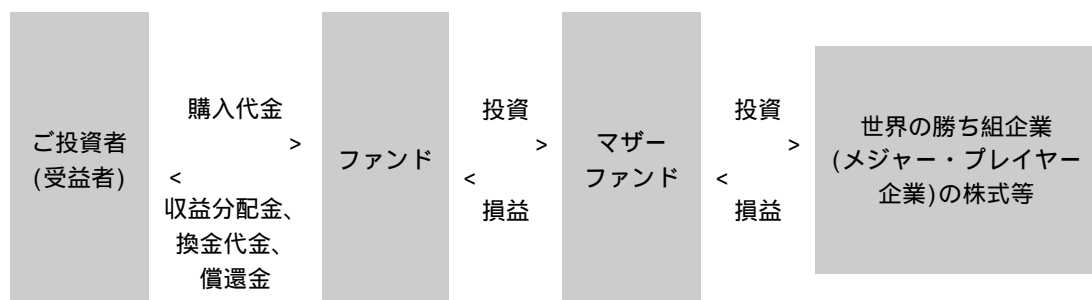 ご投資者
(受益者)
購入代金
>
<
収益分配金、
換金代金、
償還金
ファンド
投資
>
<
損益
マザー
ファンド
投資
>
<
損益
世界の勝ち組企業
(メジャー・プレイヤー
企業)の株式等